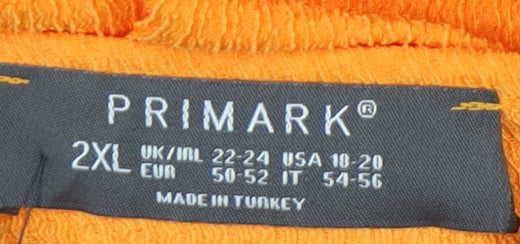 PRIMARK®
2XL UK/IRL 22-24 USA 18-20
EUR 50-52 IT 54-56
MADE IN TURKEY